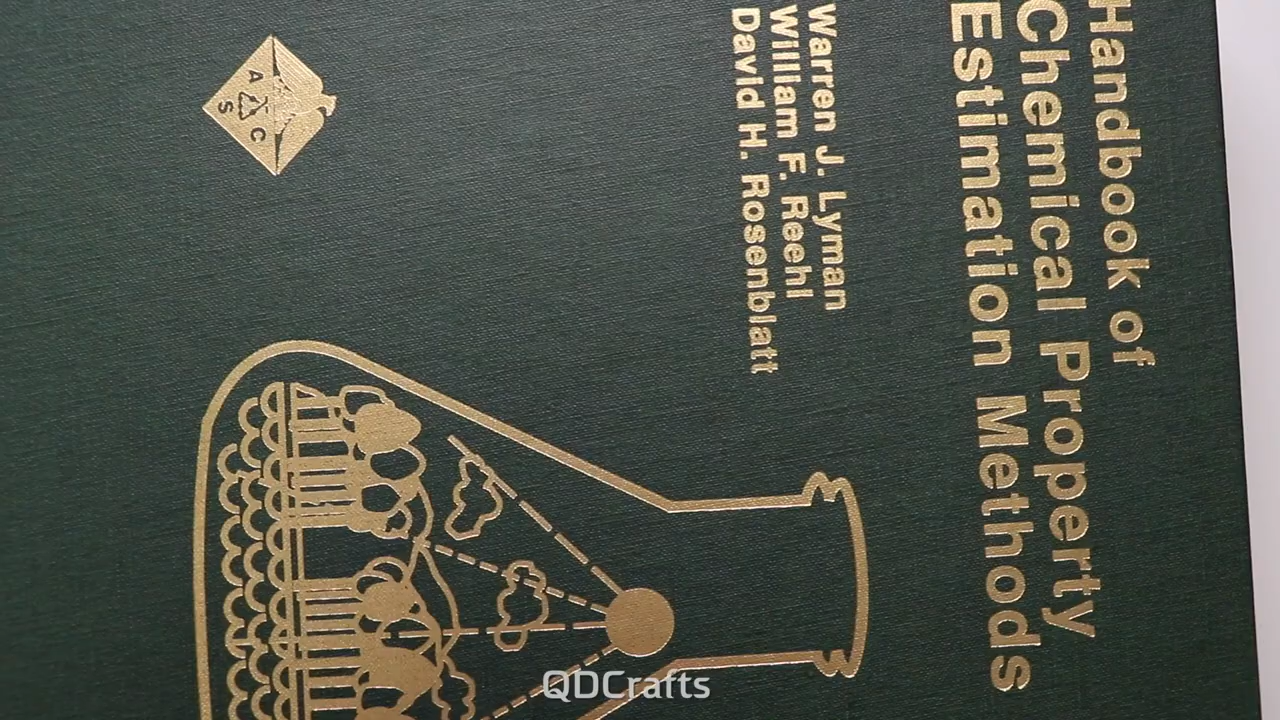 Handbook of
Chemical Property
Estimation Methods
Warren J. Lyman
William F. Reehl
David H. Rosenblatt
A C S
QDCrafts